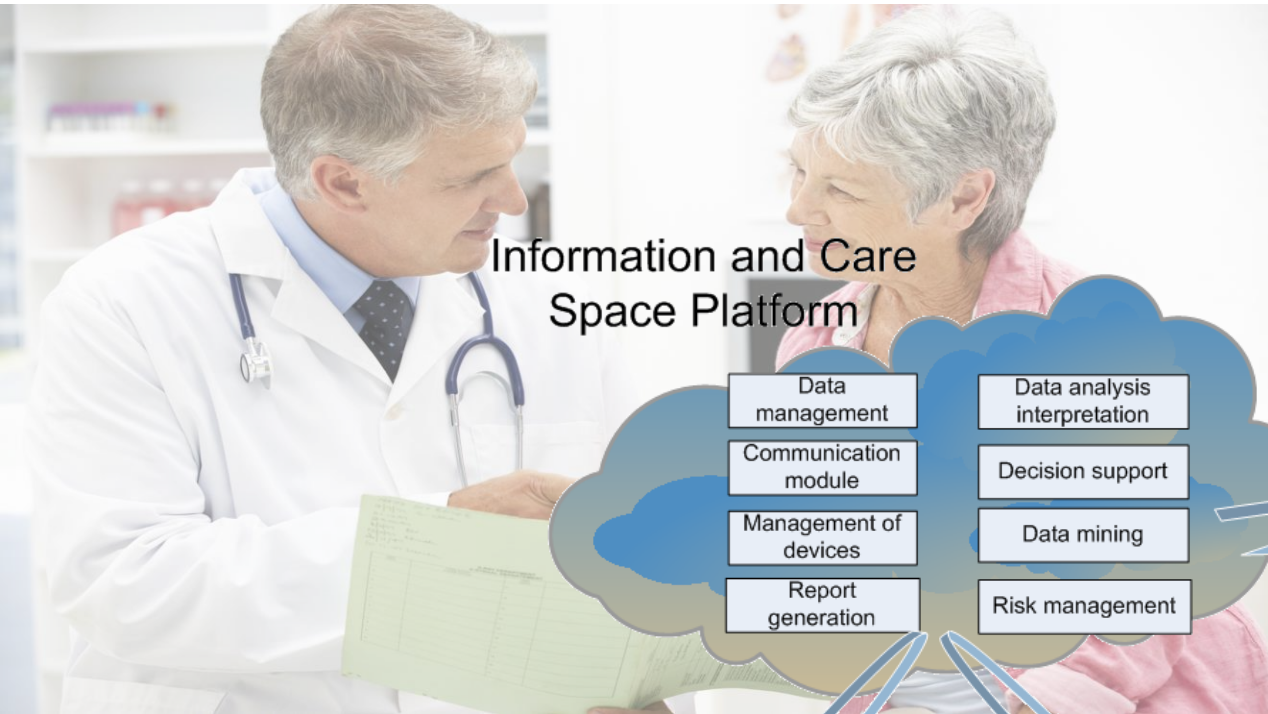 Information and Care
Space Platform
Data
management
Communication
module
Management of
devices
Report
generation
Data analysis
interpretation
Decision support
Data mining
Risk management